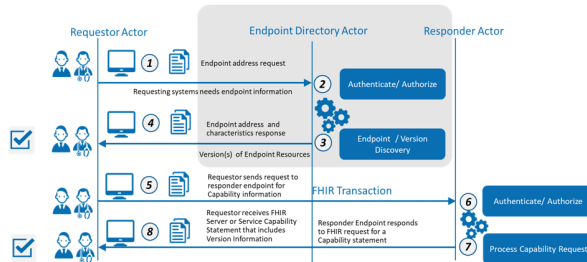 Requestor Actor
Endpoint Directory Actor
Responder Actor
1
Endpoint address request
Requesting systems needs endpoint information
2
Authenticate/ Authorize
4
Endpoint address and
characteristics response
3
Endpoint / Version
Discovery
Version(s) of Endpoint Resources
5
Requestor sends request to
responder endpoint for
Capability information
FHIR Transaction
6
Authenticate/ Authorize
8
Requestor receives FHIR
Server or Service Capability
Statement that includes
Version Information
Responder Endpoint responds
to FHIR request for a
Capability statement
7
Process Capability Request